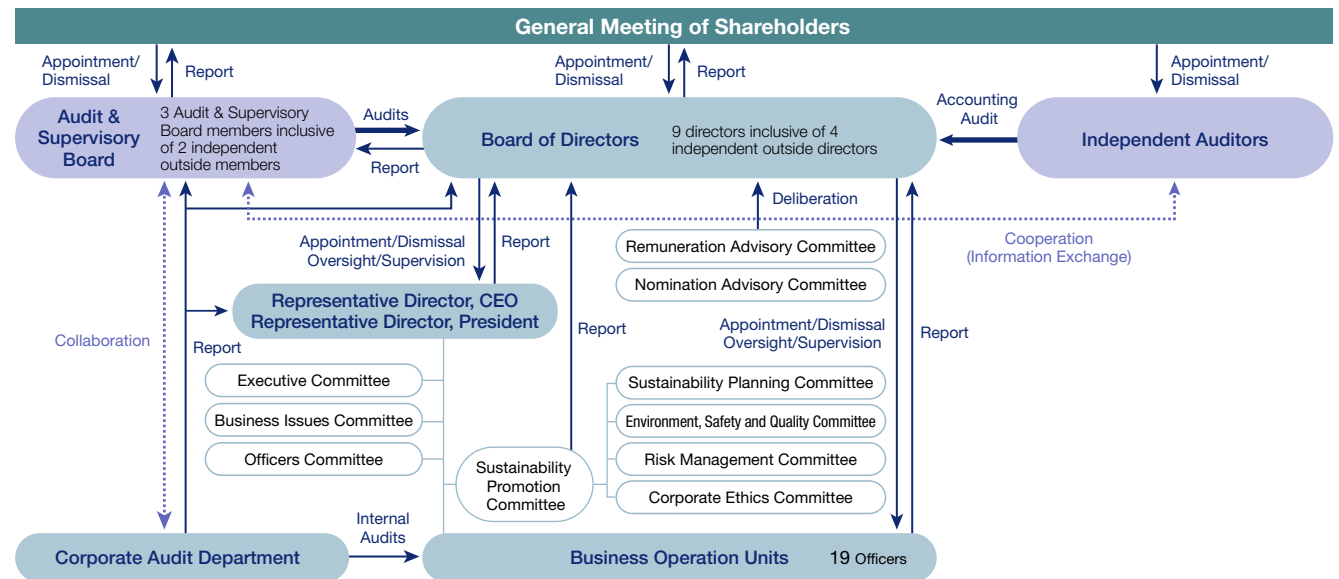 General Meeting of Shareholders
Appointment/
Dismissal
Report
Appointment/
Dismissal
Report
Appointment/
Dismissal
Audit &
Supervisory
Board
3 Audit & Supervisory
Board members inclusive
of 2 independent
outside members
Audits
Report
Board of Directors
9 directors inclusive of 4
independent outside directors
Accounting
Audit
Independent Auditors
Deliberation
Appointment/Dismissal
Oversight/Supervision
Report
Remuneration Advisory Committee
Nomination Advisory Committee
Cooperation
(Information Exchange)
Representative Director, CEO
Representative Director, President
Collaboration
Report
Report
Appointment/Dismissal
Oversight/Supervision
Report
Executive Committee
Business Issues Committee
Officers Committee
Sustainability
Promotion
Committee
Sustainability Planning Committee
Environment, Safety and Quality Committee
Risk Management Committee
Corporate Ethics Committee
Corporate Audit Department
Internal
Audits
Business Operation Units
19 Officers